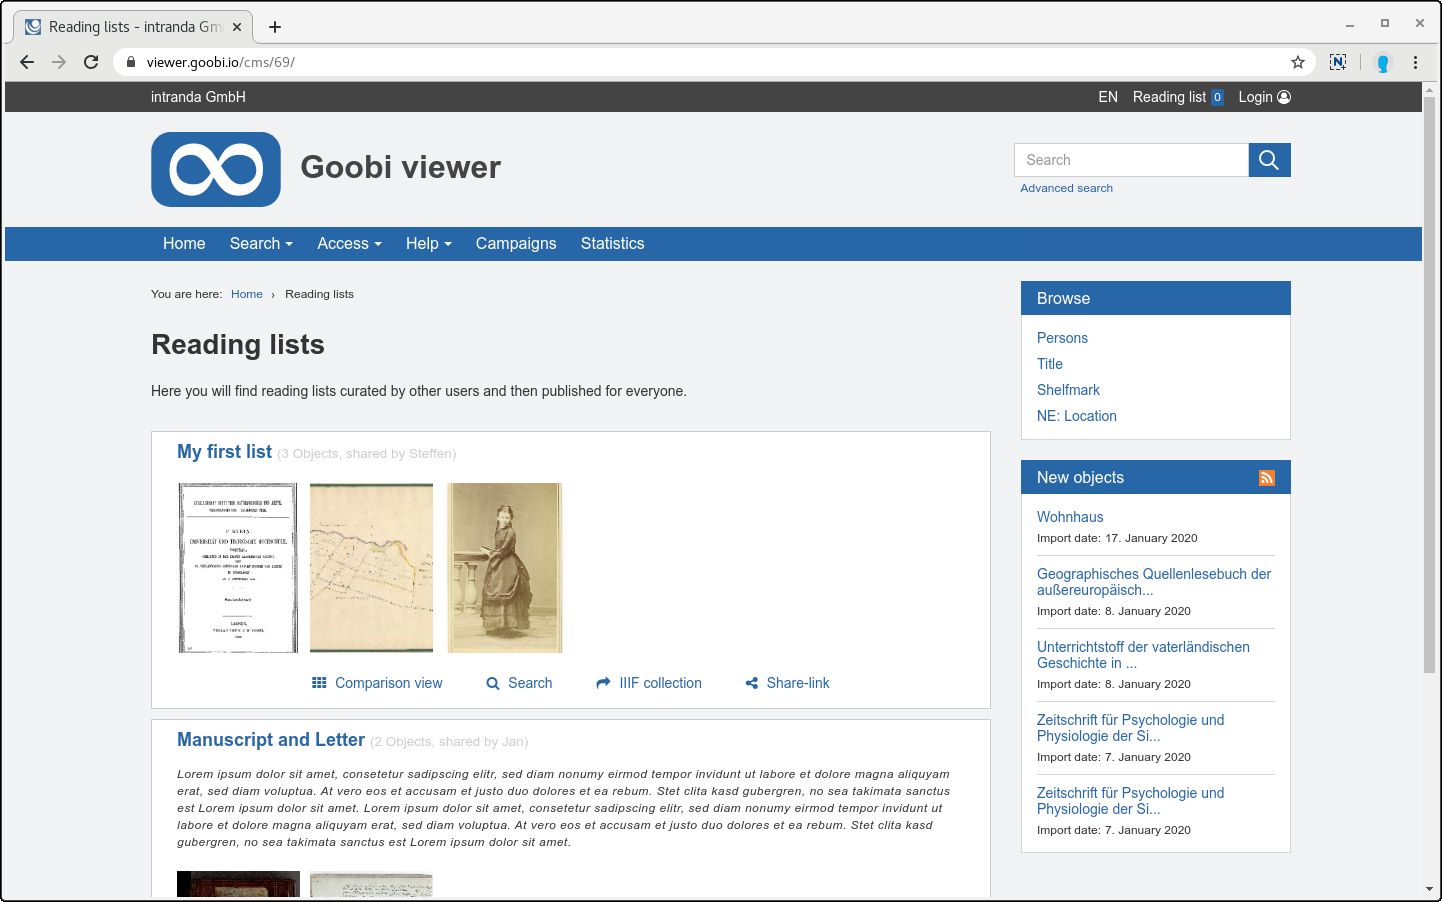 Reading lists - intranda Gm
viewer.goobi.io/cms/69/
intranda GmbH
EN Reading list 0 Login
Goobi viewer
Search
Advanced search
Home Search Access Help Campaigns Statistics
You are here: Home › Reading lists
Reading lists
Here you will find reading lists curated by other users and then published for everyone.
My first list (3 Objects, shared by Steffen)
UNIVERSITÄT UND TECHNISCHE HOCHSCHULE.
Comparison view Search IIIF collection Share-link
Manuscript and Letter (2 Objects, shared by Jan)
Lorem ipsum dolor sit amet, consetetur sadipscing elitr, sed diam nonumy eirmod tempor invidunt ut labore et dolore magna aliquyam
erat, sed diam voluptua. At vero eos et accusam et justo duo dolores et ea rebum. Stet clita kasd gubergren, no sea takimata sanctus
est Lorem ipsum dolor sit amet. Lorem ipsum dolor sit amet, consetetur sadipscing elitr, sed diam nonumy eirmod tempor invidunt ut
labore et dolore magna aliquyam erat, sed diam voluptua. At vero eos et accusam et justo duo dolores et ea rebum. Stet clita kasd
gubergren, no sea takimata sanctus est Lorem ipsum dolor sit amet.
Browse
Persons
Title
Shelfmark
NE: Location
New objects
Wohnhaus
Import date: 17. January 2020
Geographisches Quellenlesebuch der
außereuropäisch...
Import date: 8. January 2020
Unterrichtstoff der vaterländischen
Geschichte in ...
Import date: 8. January 2020
Zeitschrift für Psychologie und
Physiologie der Si...
Import date: 7. January 2020
Zeitschrift für Psychologie und
Physiologie der Si...
Import date: 7. January 2020